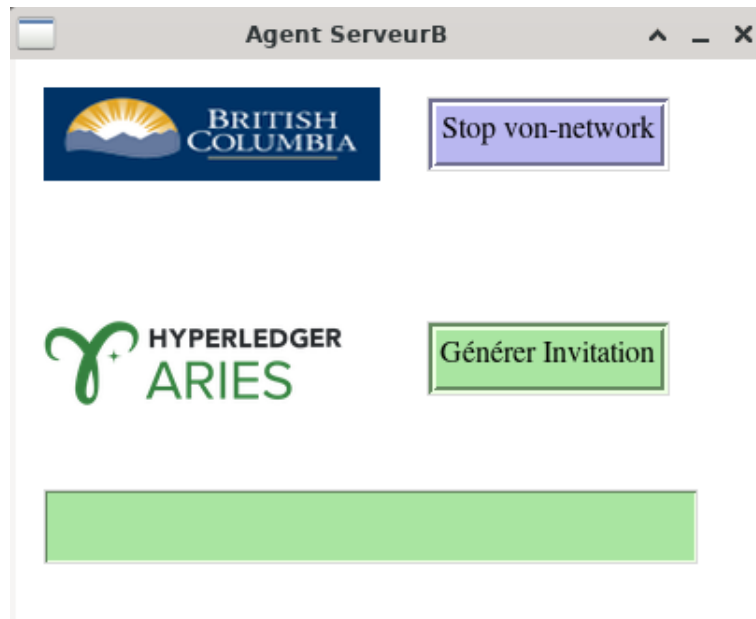 Agent ServeurB
BRITISH
COLUMBIA
Stop von-network
HYPERLEDGER
ARIES
Générer Invitation